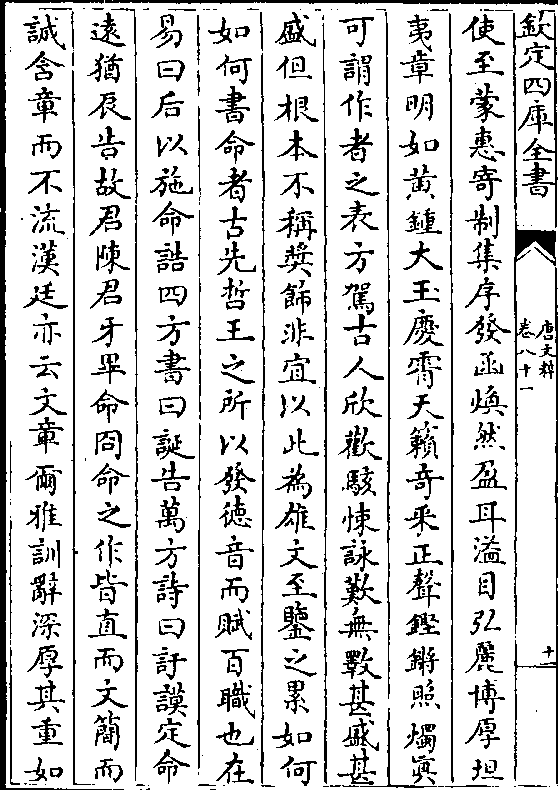 欽定四庫全書
唐文粹
卷八十一
十一
使至蒙惠寄制集序發函煥然盈耳溢目弘麗博厚坦
夷章明如黃鍾大玉慶霄天籟奇采正聲鏗鏘照燭眞
可謂作者之表方駕古人欣歡駭悚詠歎無斁甚戚甚
盛但根本不稱奬飾非宜以此為雄文至鑒之累如何
如何書命者古先哲王之所以發德音而賦百職也在
易曰后以施命誥四方書曰誕告萬方詩曰訏謨定命
遠猶辰告故君陳君牙畢命冏命之作皆直而文簡而
誠含章而不流漢廷亦云文章爾雅訓辭深厚其重如